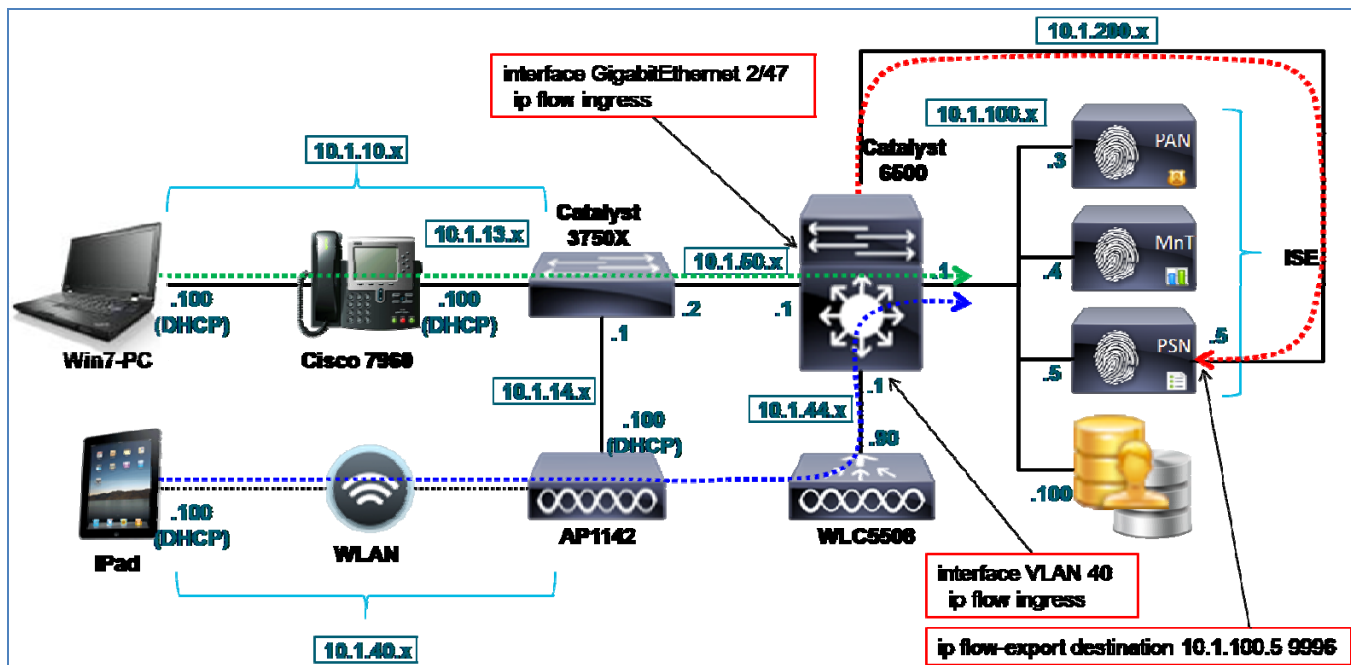 10.1.200.x
interface GigabitEthernet 2/47
ip flow ingress
10.1.100.x
Catalyst
6500
PAN
.3
10.1.10.x
Catalyst
3750X
10.1.13.x
MnT
.4
ISE
10.1.50.x
.1
.100
(DHCP)
.100
(DHCP)
.2
.1
PSN
.5
.5
Win7-PC
Cisco 7960
.1
10.1.14.x
.1
10.1.44.x
.100
(DHCP)
.90
.100
(DHCP)
.100
iPad
WLAN
AP1142
WLC5508
interface VLAN 40
ip flow ingress
10.1.40.x
ip flow-export destination 10.1.100.5 9996